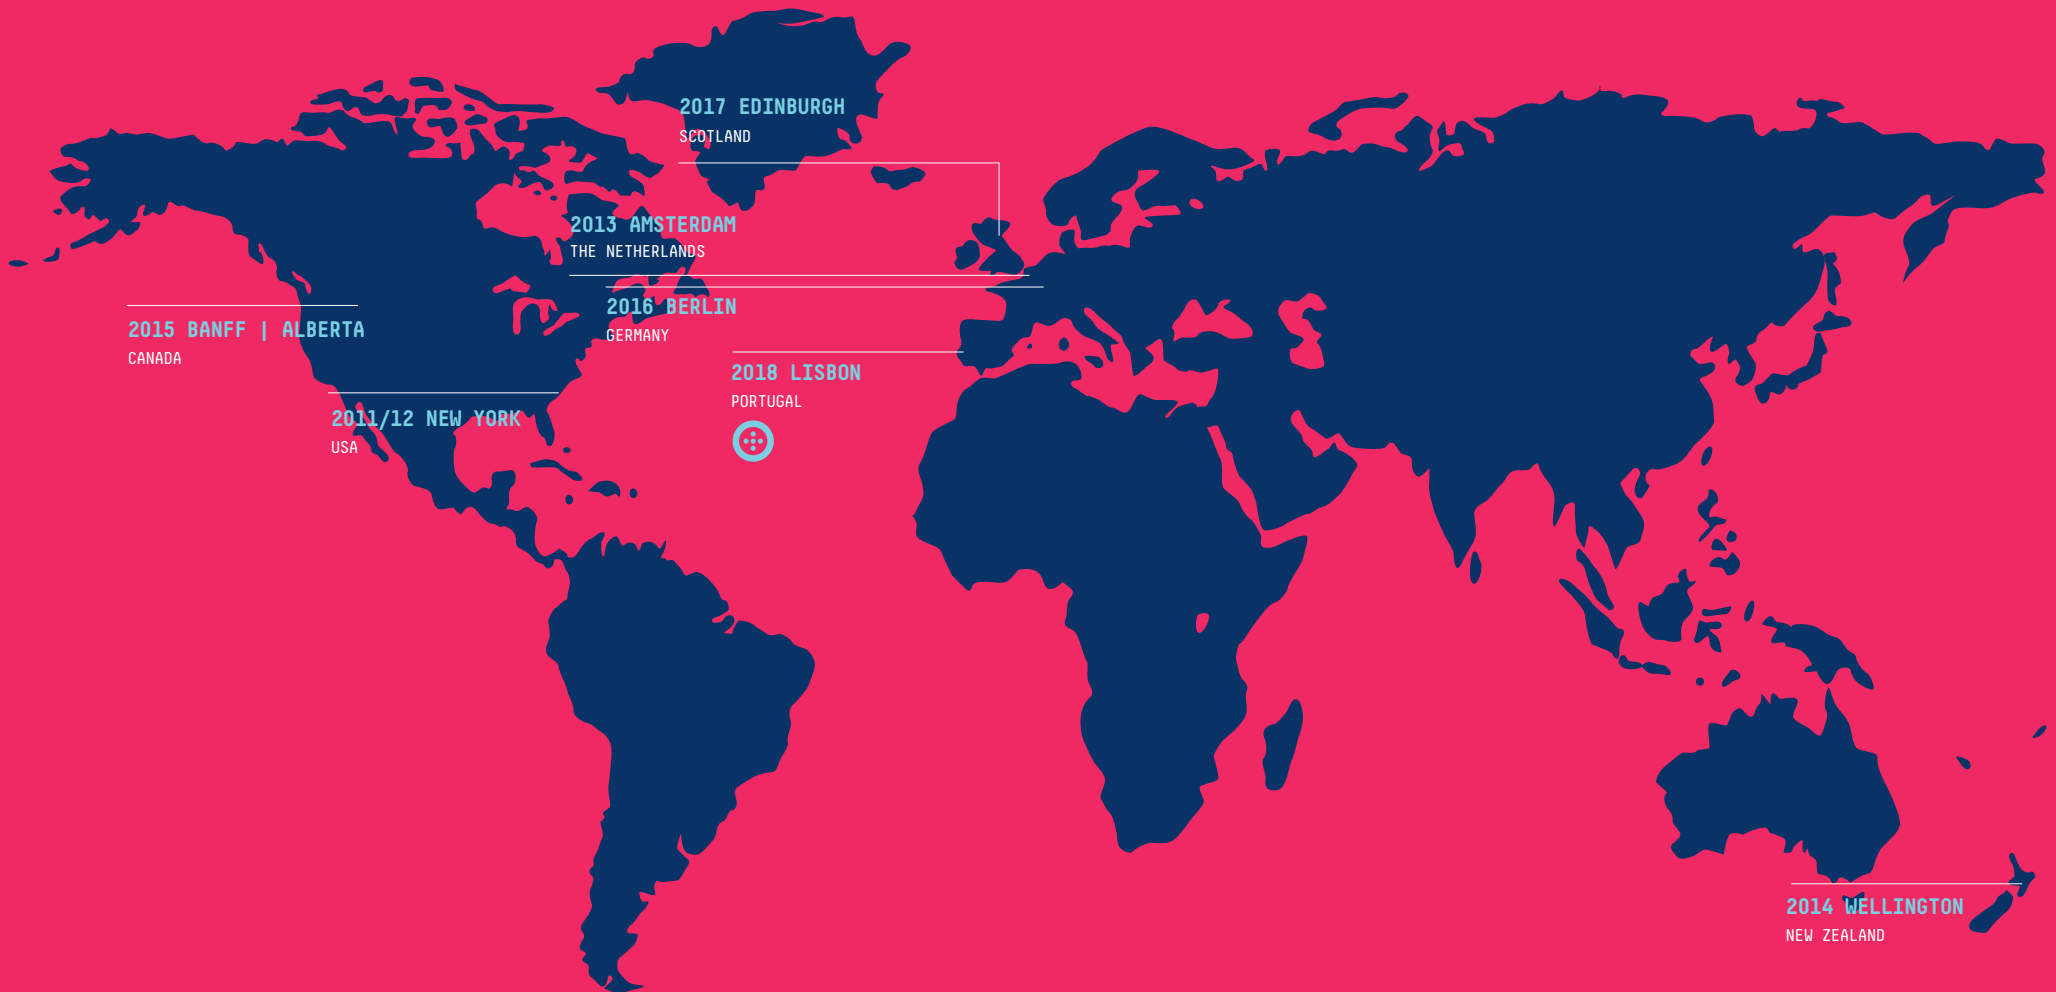 2017 EDINBURGH
SCOTLAND
2013 AMSTERDAM
THE NETHERLANDS
2016 BERLIN
GERMANY
2015 BANFF | ALBERTA
CANADA
2018 LISBON
PORTUGAL
2011/12 NEW YORK
USA
2014 WELLINGTON
NEW ZEALAND